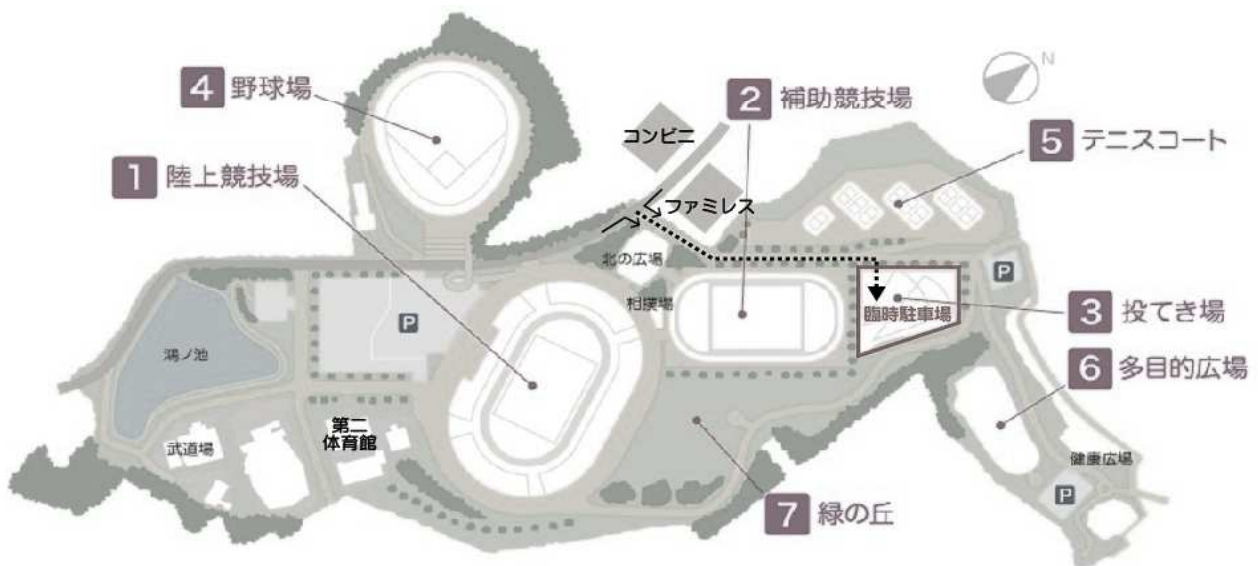 4 野球場
N
2 補助競技場
コンビニ
5 テニスコート
1 陸上競技場
ファミレス
北の広場
P
相撲場
臨時駐車場
3 投てき場
P
鴻ノ池
6 多目的広場
第二
体育館
武道場
健康広場
P
7 緑の丘